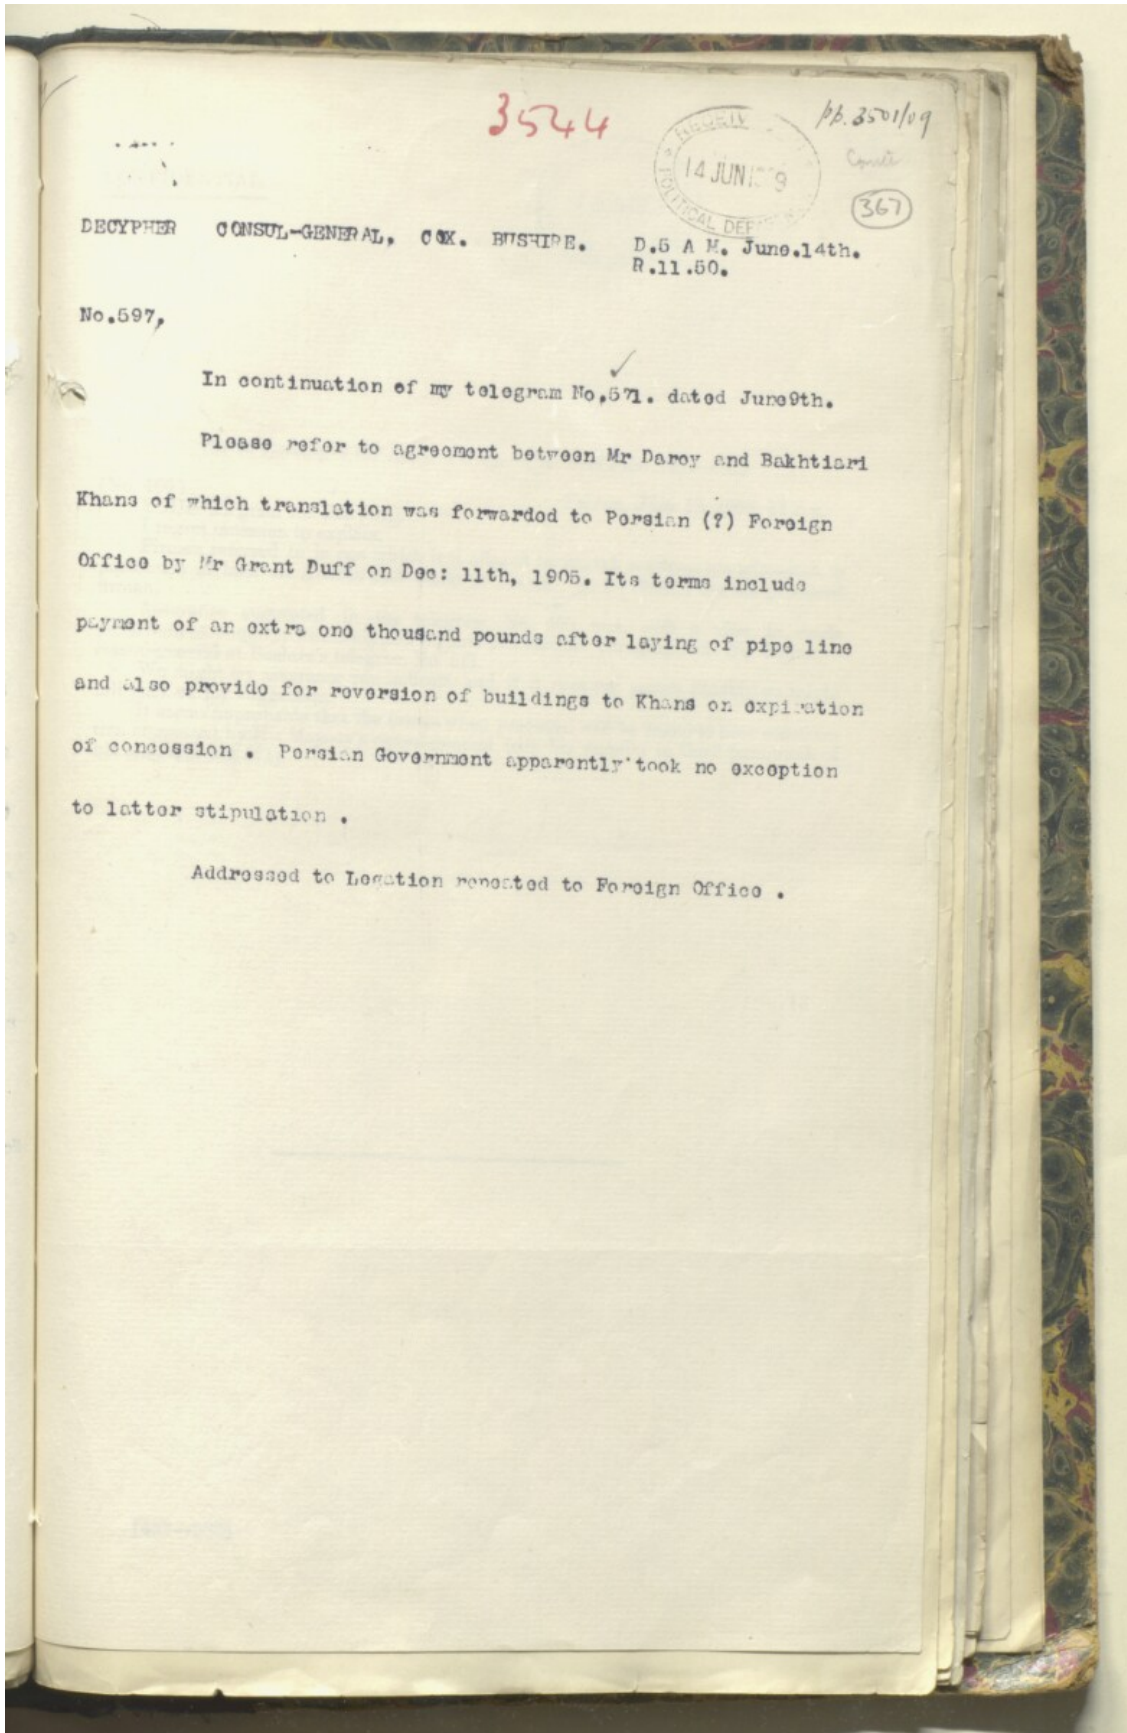 3544
pp. 3501/09
RECEIV
14 JUN 1909
POLITICAL DEP
367
DECYPHER CONSUL-GENERAL, COX. BUSHIRE. D.5 A M. June.14th.
R.11.50.
No.597,
In continuation of my telegram No.571. dated June9th.
Please refer to agreement between Mr Darcy and Bakhtiari
Khans of which translation was forwarded to Persian (?) Foreign
Office by Mr Grant Duff on Dec: 11th, 1905. Its terms include
payment of an extra one thousand pounds after laying of pipe line
and also provide for reversion of buildings to Khans on expiration
of concession . Persian Government apparently took no exception
to latter stipulation .
Addressed to Legation repeated to Foreign Office .